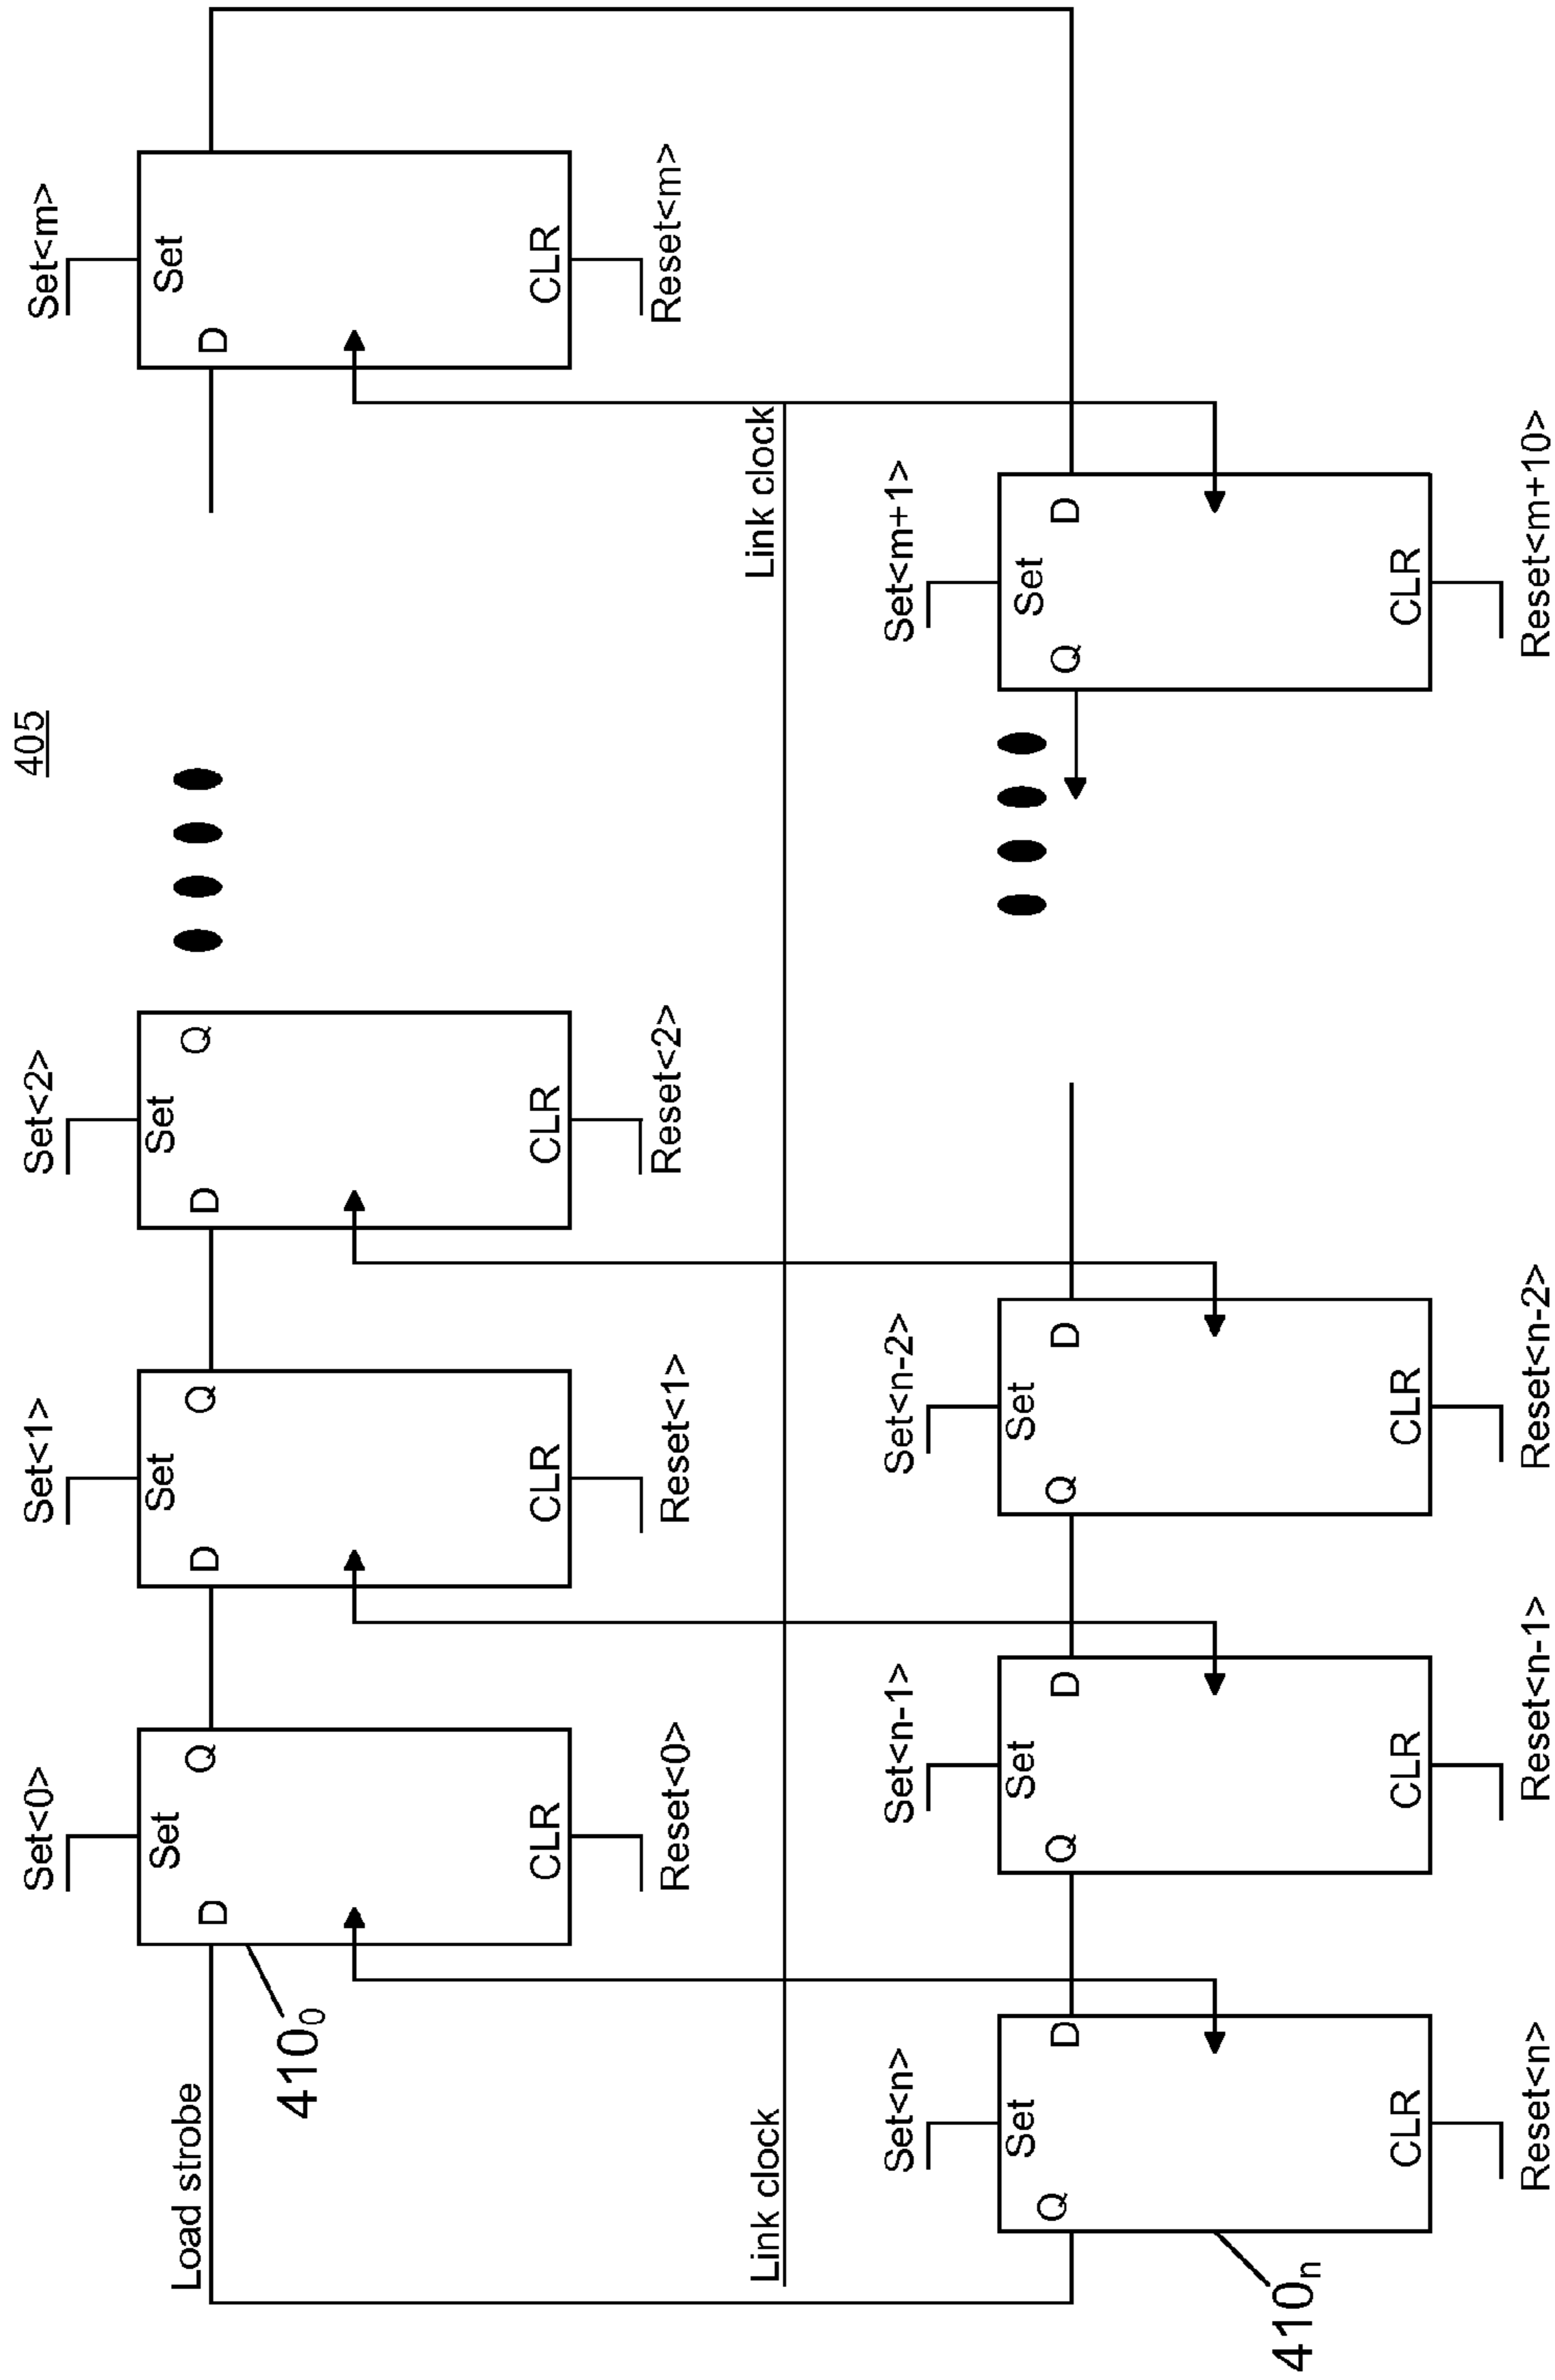 405
Set<0>
Set<1>
Set<2>
Set<m>
Load strobe
D
Set
Q
D
Set
Q
D
Set
Q
D
Set
410₀
CLR
CLR
CLR
CLR
Reset<0>
Reset<1>
Reset<2>
Reset<m>
Link clock
Link clock
Set<n>
Set<n-1>
Set<n-2>
Set<m+1>
Q
Set
D
Q
Set
D
Q
Set
D
Q
Set
D
410ₙ
CLR
CLR
CLR
CLR
Reset<n>
Reset<n-1>
Reset<n-2>
Reset<m+10>